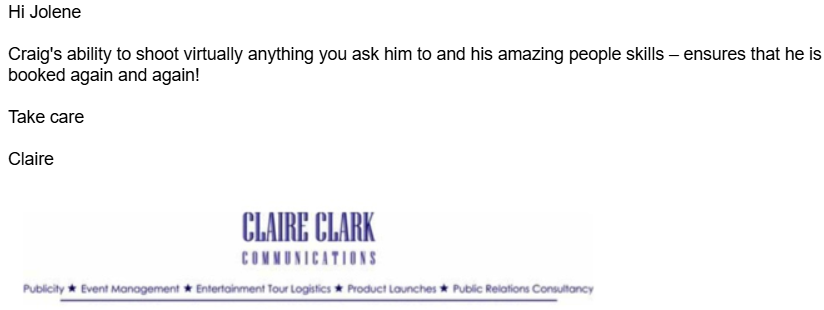 Hi Jolene
Craig's ability to shoot virtually anything you ask him to and his amazing people skills – ensures that he is
booked again and again!
Take care
Claire
CLAIRE CLARK
COMMUNICATIONS
Publicity ★ Event Management ★ Entertainment Tour Logistics ★ Product Launches ★ Public Relations Consultancy